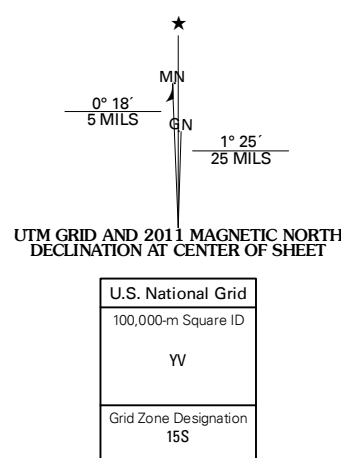 ★
MN
0° 18´
5 MILS
GN
1° 25´
25 MILS
UTM GRID AND 2011 MAGNETIC NORTH
DECLINATION AT CENTER OF SHEET
U.S. National Grid
100,000-m Square ID
YV
Grid Zone Designation
15S